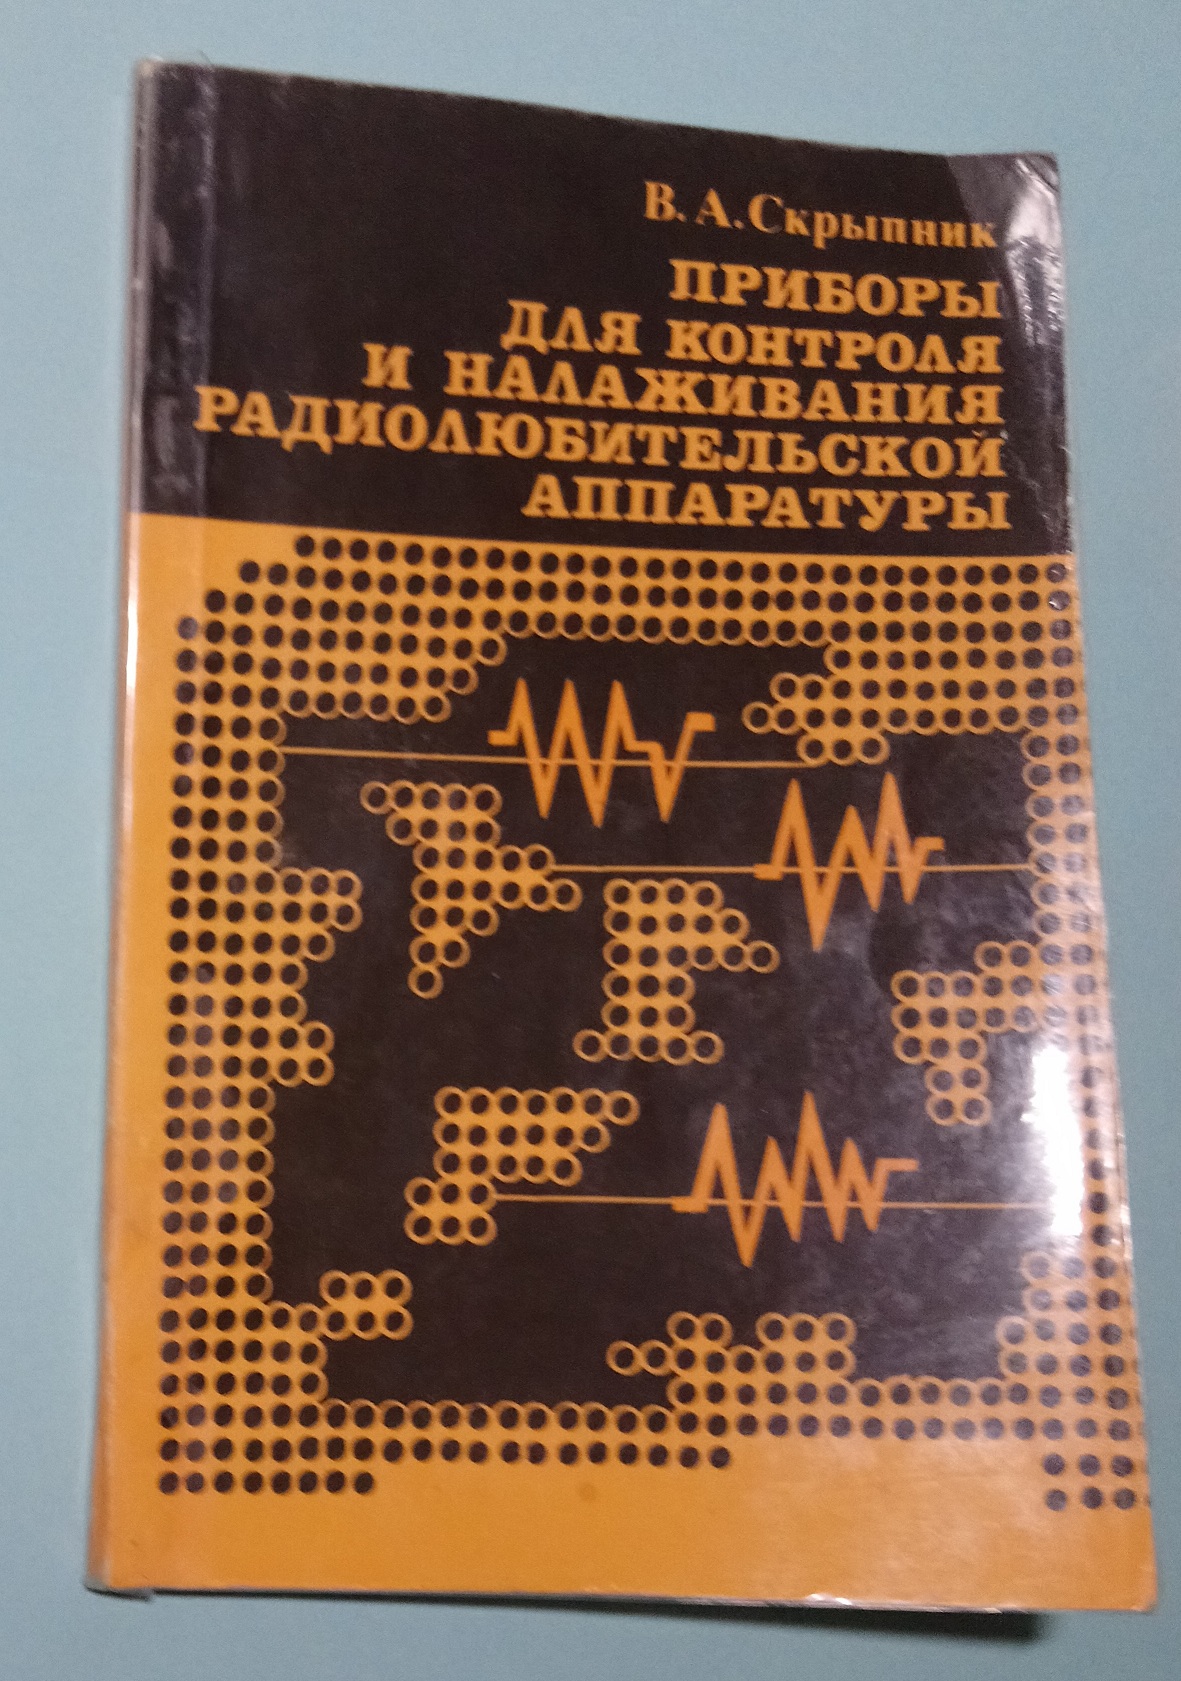 В. А. Скрыпник
ПРИБОРЫ
ДЛЯ КОНТРОЛЯ
И НАЛАЖИВАНИЯ
РАДИОЛЮБИТЕЛЬСКОЙ
АППАРАТУРЫ